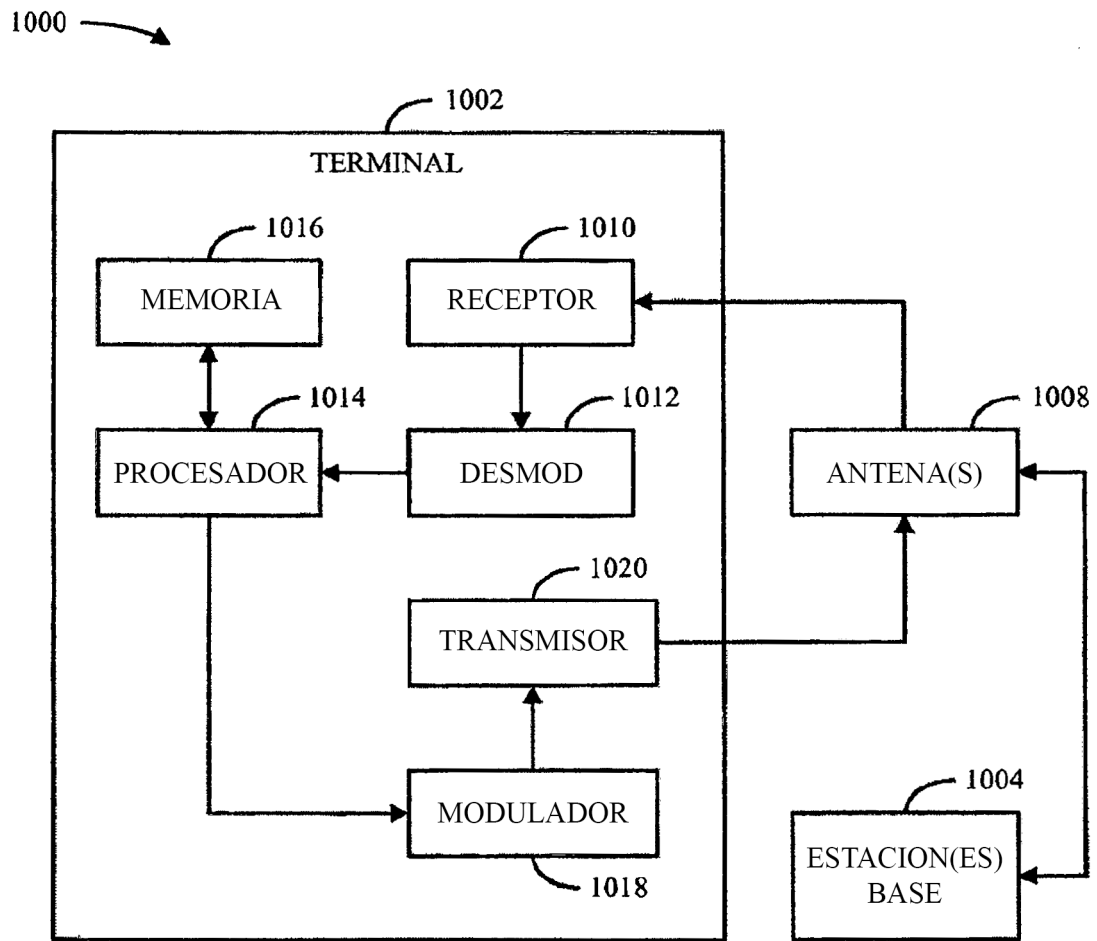 1000
1002
TERMINAL
1016
1010
MEMORIA
RECEPTOR
1014
1012
1008
PROCESADOR
DESMOD
ANTENA(S)
1020
TRANSMISOR
1004
MODULADOR
ESTACION(ES)
BASE
1018